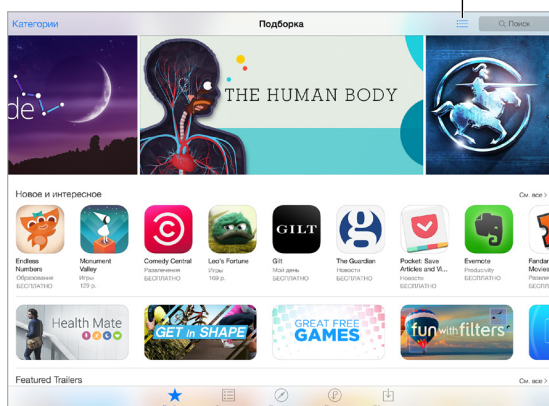 Категории
Подборка
Поиск
de
THE HUMAN BODY
Новое и интересное
См. все >
GILT
Endless
Numbers
Образование
БЕСПЛАТНО
Monument
Valley
Игры
129 р.
Comedy Central
Развлечения
БЕСПЛАТНО
Leo's Fortune
Игры
169 р.
Gilt
Мой день
БЕСПЛАТНО
The Guardian
Новости
БЕСПЛАТНО
Pocket: Save
Articles and Vi...
Новости
БЕСПЛАТНО
Evernote
Productivity
БЕСПЛАТНО
Fandan
Movies
Развле
БЕСПЛ
Health Mate
GET In SHAPE
GREAT FREE
GAMES
fun with filters
Featured Trailers
См. все >